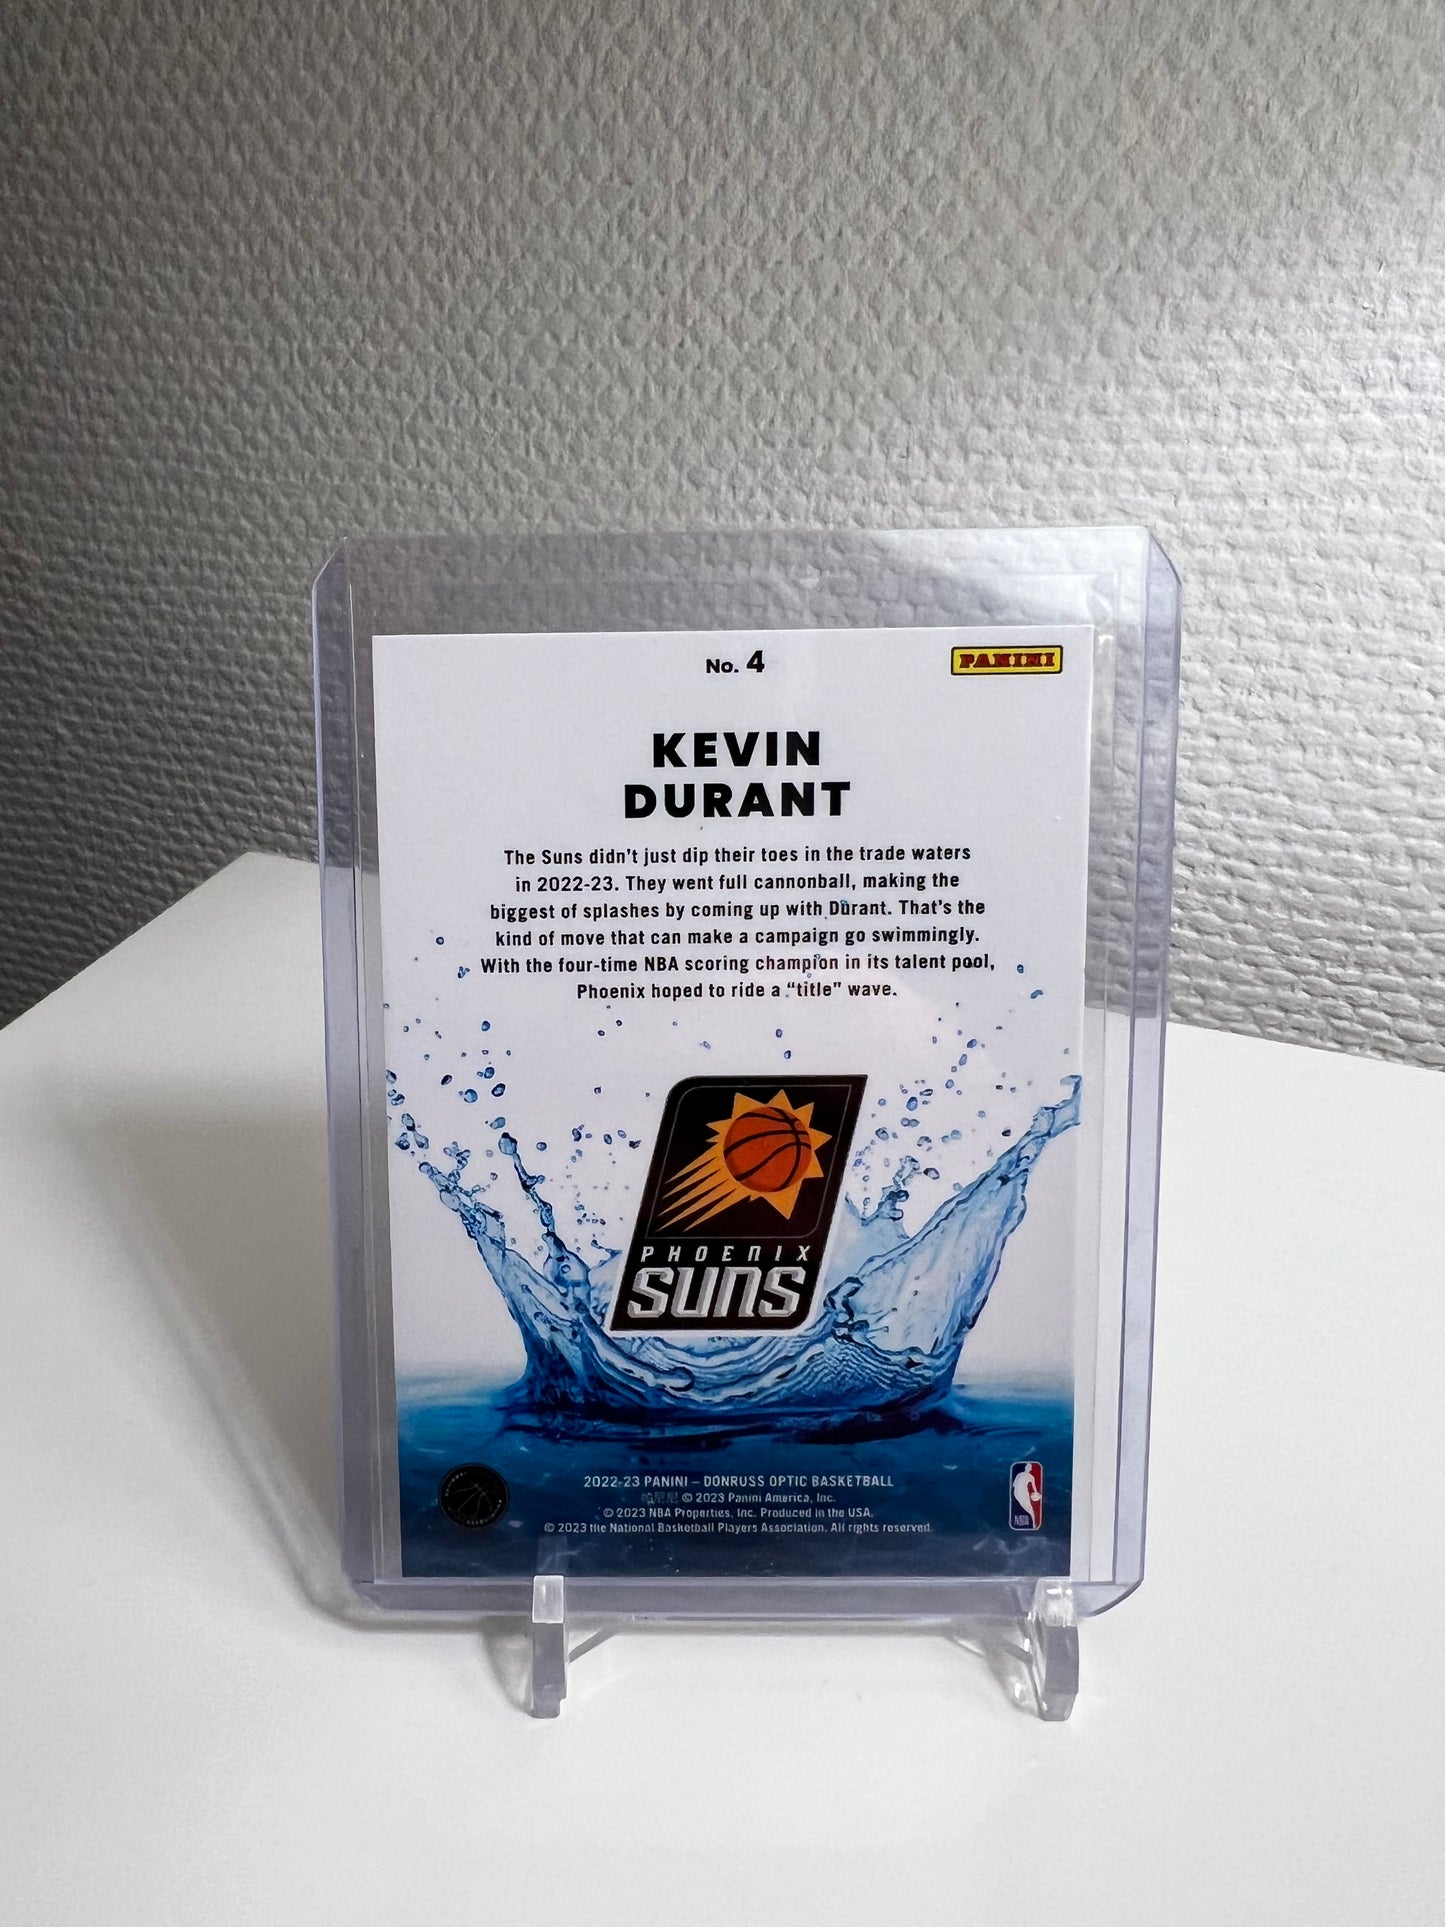 No. 4
PANINI
KEVIN
DURANT
The Suns didn't just dip their toes in the trade waters
in 2022-23. They went full cannonball, making the
biggest of splashes by coming up with Durant. That's the
kind of move that can make a campaign go swimmingly.
With the four-time NBA scoring champion in its talent pool,
Phoenix hoped to ride a "title" wave.
PHOENIX
SUNS
2022-23 PANINI – DONRUSS OPTIC BASKETBALL
帕尼尼 © 2023 Panini America, Inc.
© 2023 NBA Properties, Inc. Produced in the USA.
© 2023 the National Basketball Players Association. All rights reserved.
NBA